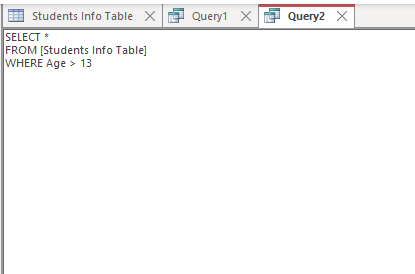 Students Info Table Query1 Query2
SELECT *
FROM [Students Info Table]
WHERE Age > 13